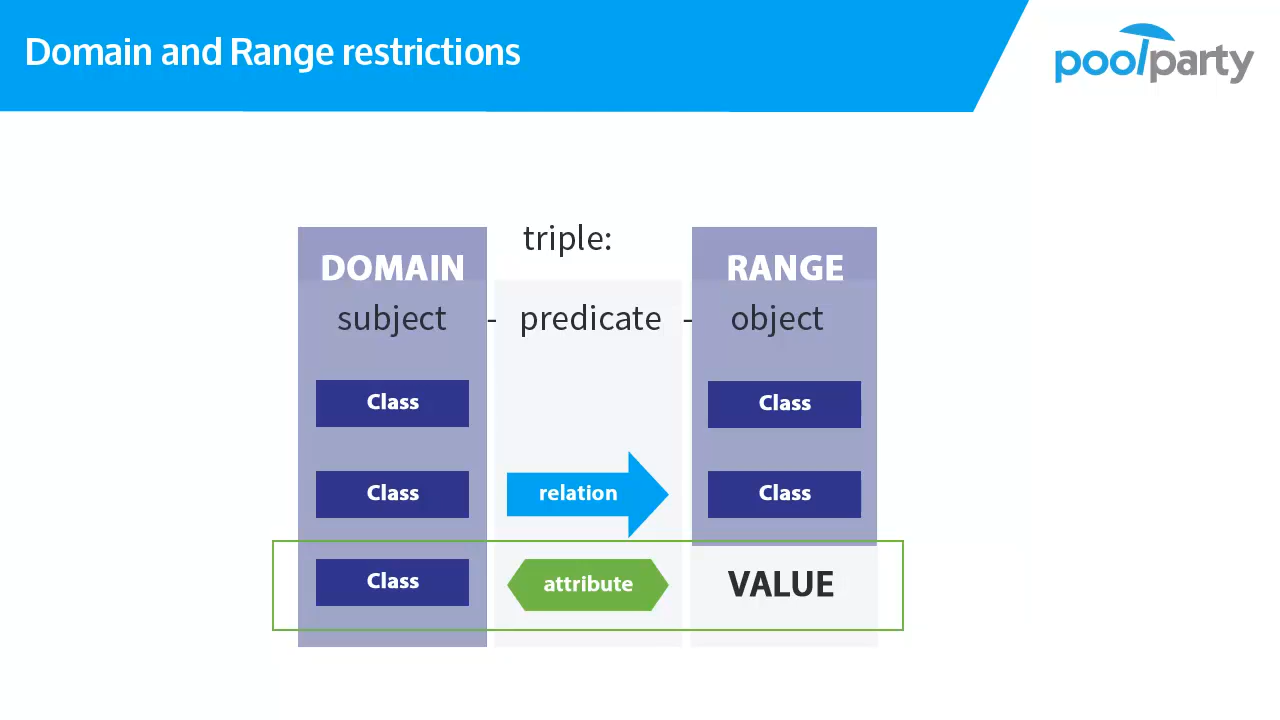 Domain and Range restrictions
poolparty
triple:
DOMAIN
RANGE
subject - predicate - object
Class
Class
Class
relation
Class
Class
attribute
VALUE